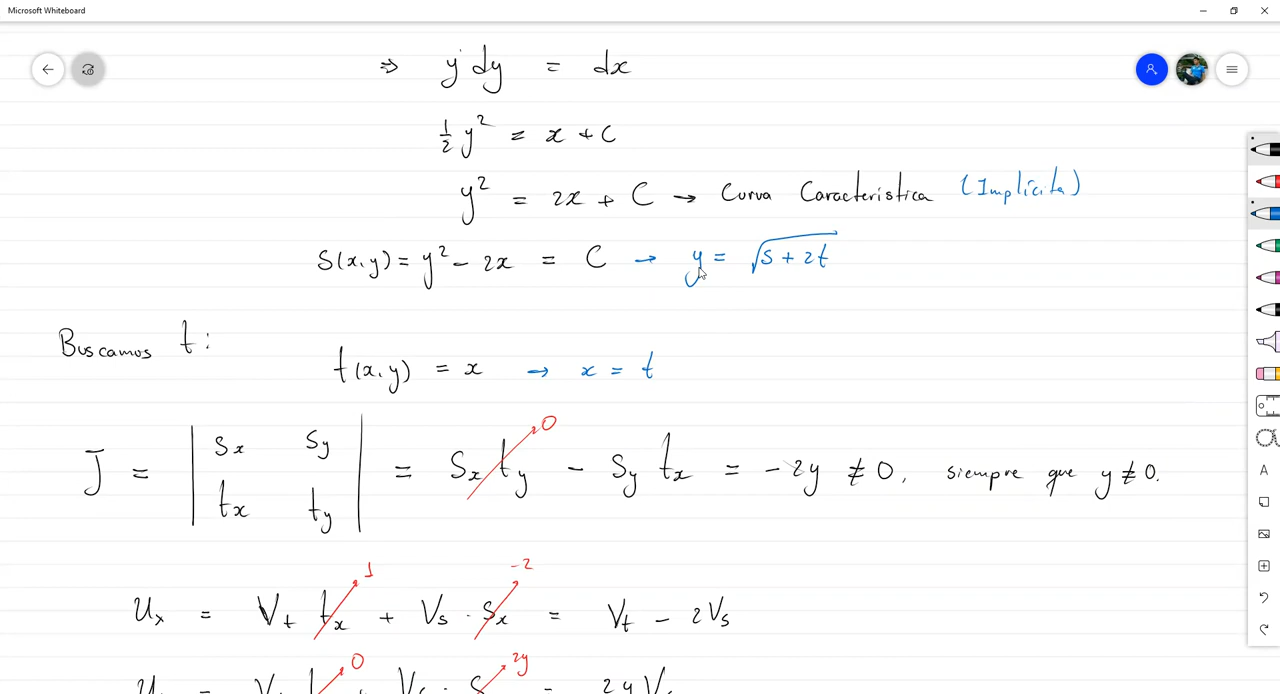 Microsoft Whiteboard
⇒ y dy = dx
½ y² = x + C
y² = 2x + C → Curva Caracteristica (Implícita)
S(x,y) = y² − 2x = C → y = √(s + 2t)
Buscamos t:
t(x,y) = x → x = t
J = | Sx Sy | = Sx ty − Sy tx = −2y ≠ 0, siempre que y ≠ 0.
| tx ty |
0
1 −2
Ux = Vt tx + Vs · Sx = Vt − 2Vs
0 2y
A